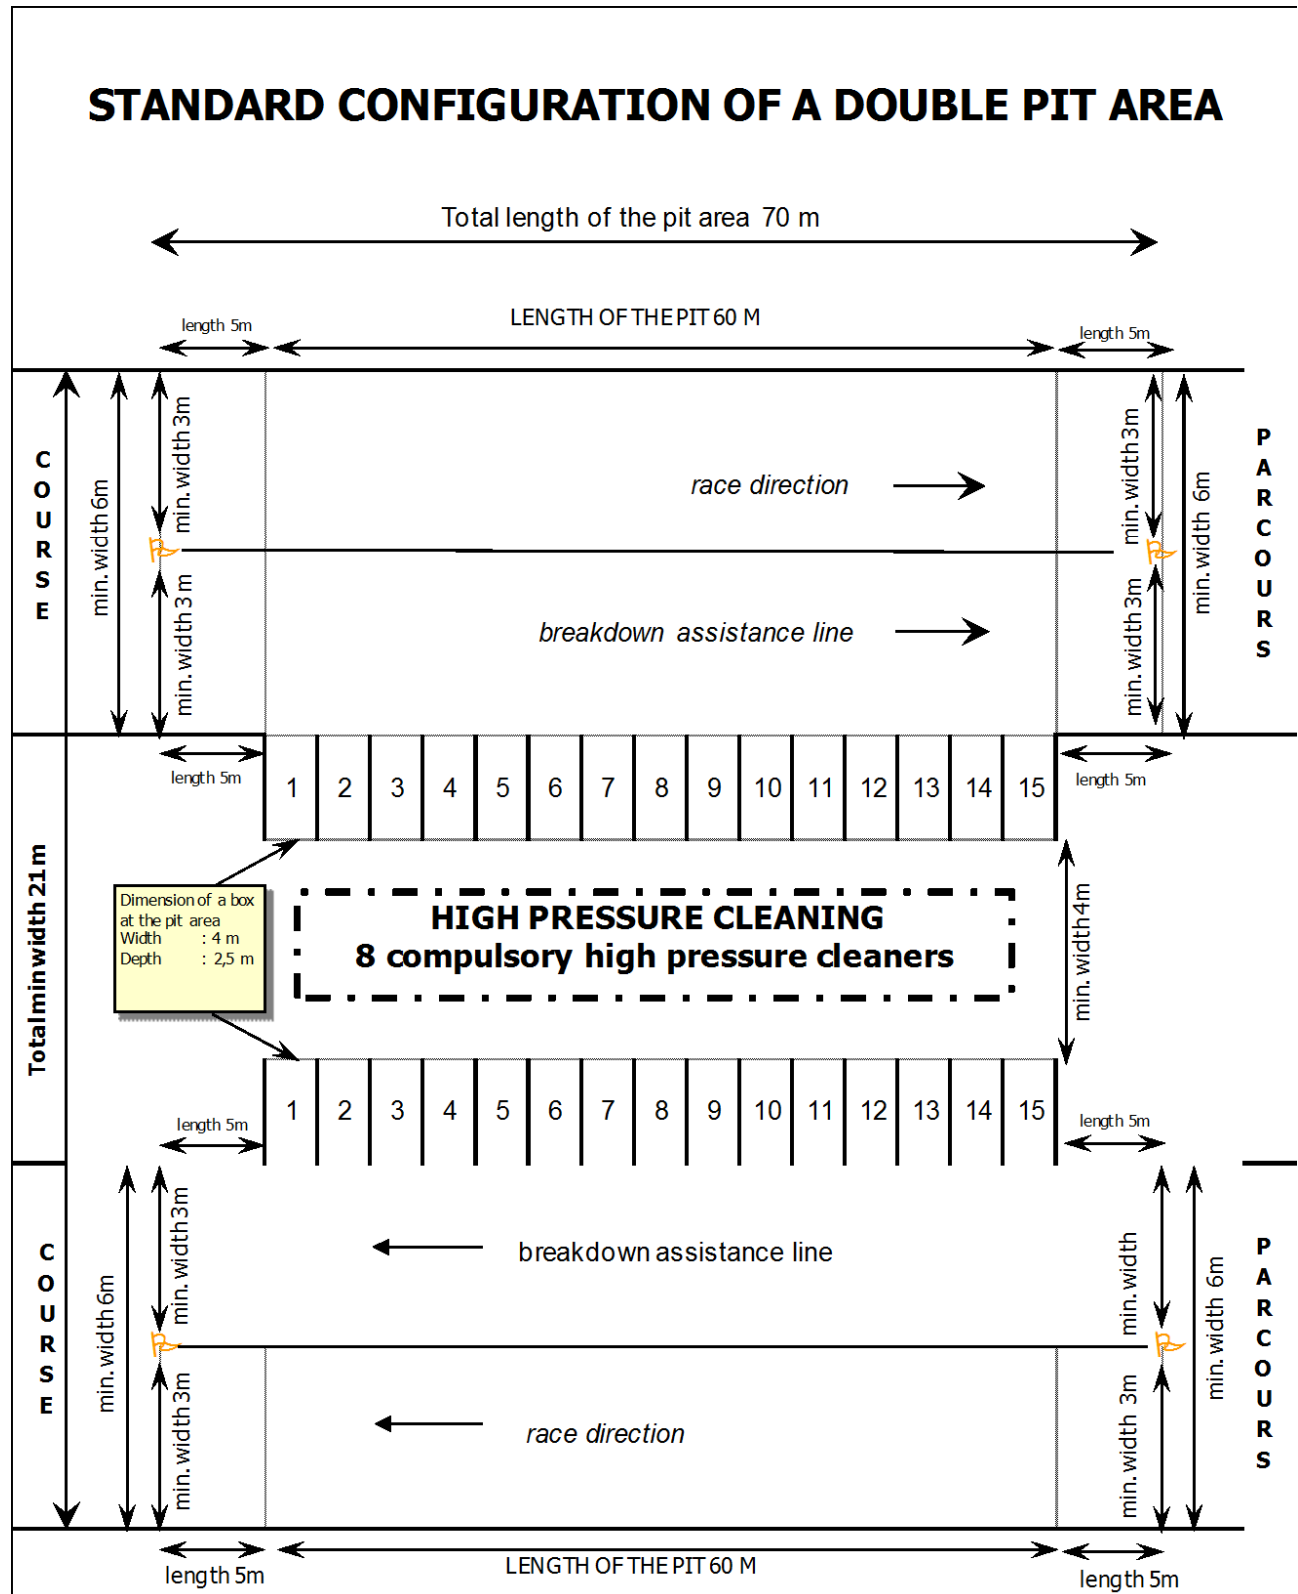 STANDARD CONFIGURATION OF A DOUBLE PIT AREA
Total length of the pit area 70 m
length 5m
LENGTH OF THE PIT 60 M
length 5m
COURSE
min. width 6m
min. width 3m
min. width 3 m
race direction
breakdown assistance line
min. width 3m
min. width 3m
min. width 6m
PARCOURS
length 5m
length 5m
1 2 3 4 5 6 7 8 9 10 11 12 13 14 15
Total min width 21 m
Dimension of a box
at the pit area
Width : 4 m
Depth : 2,5 m
HIGH PRESSURE CLEANING
8 compulsory high pressure cleaners
min. width 4m
1 2 3 4 5 6 7 8 9 10 11 12 13 14 15
length 5m
length 5m
COURSE
min. width 6m
min. width 3m
min. width 3m
breakdown assistance line
race direction
min. width
min. width 3m
min. width 6m
PARCOURS
length 5m
LENGTH OF THE PIT 60 M
length 5m